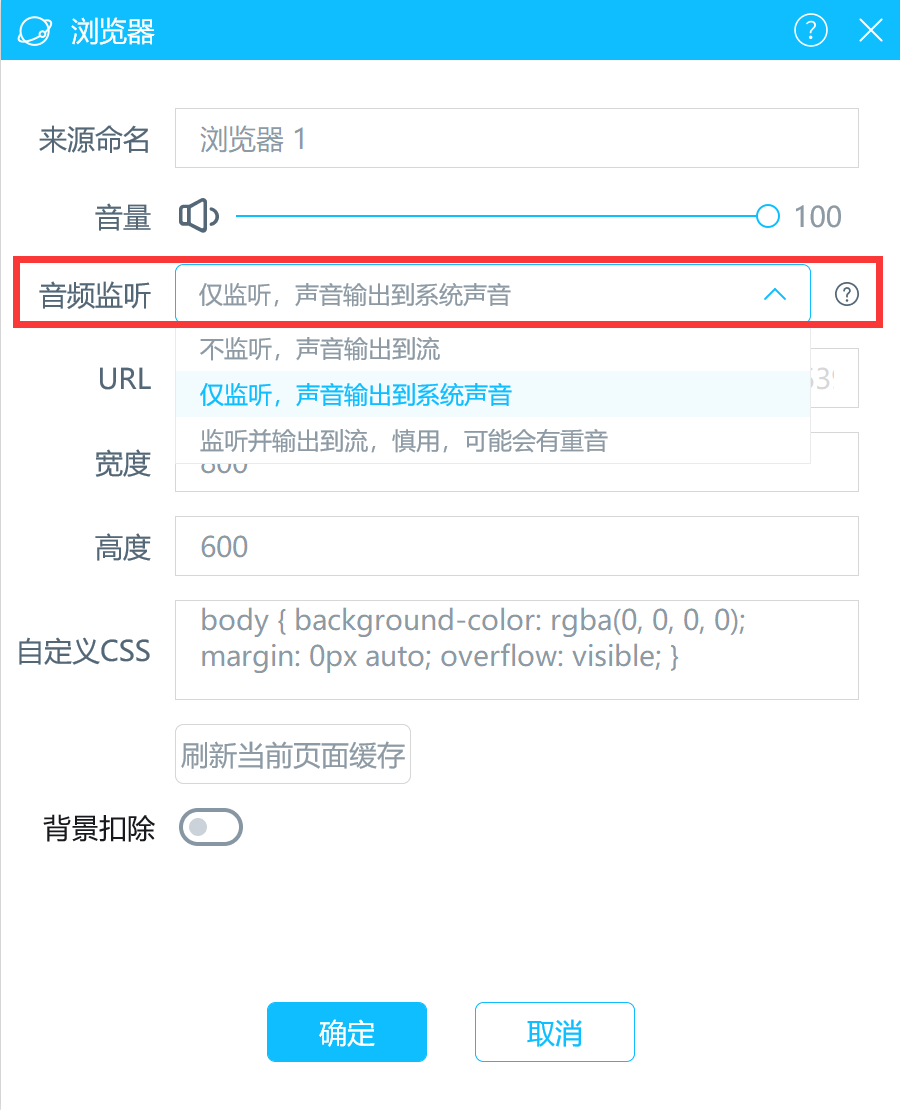 浏览器
来源命名 浏览器 1
音量 100
音频监听 仅监听，声音输出到系统声音
不监听，声音输出到流
URL
仅监听，声音输出到系统声音
监听并输出到流，慎用，可能会有重音
宽度 800
高度 600
自定义CSS
body { background-color: rgba(0, 0, 0, 0);
margin: 0px auto; overflow: visible; }
刷新当前页面缓存
背景扣除
确定 取消